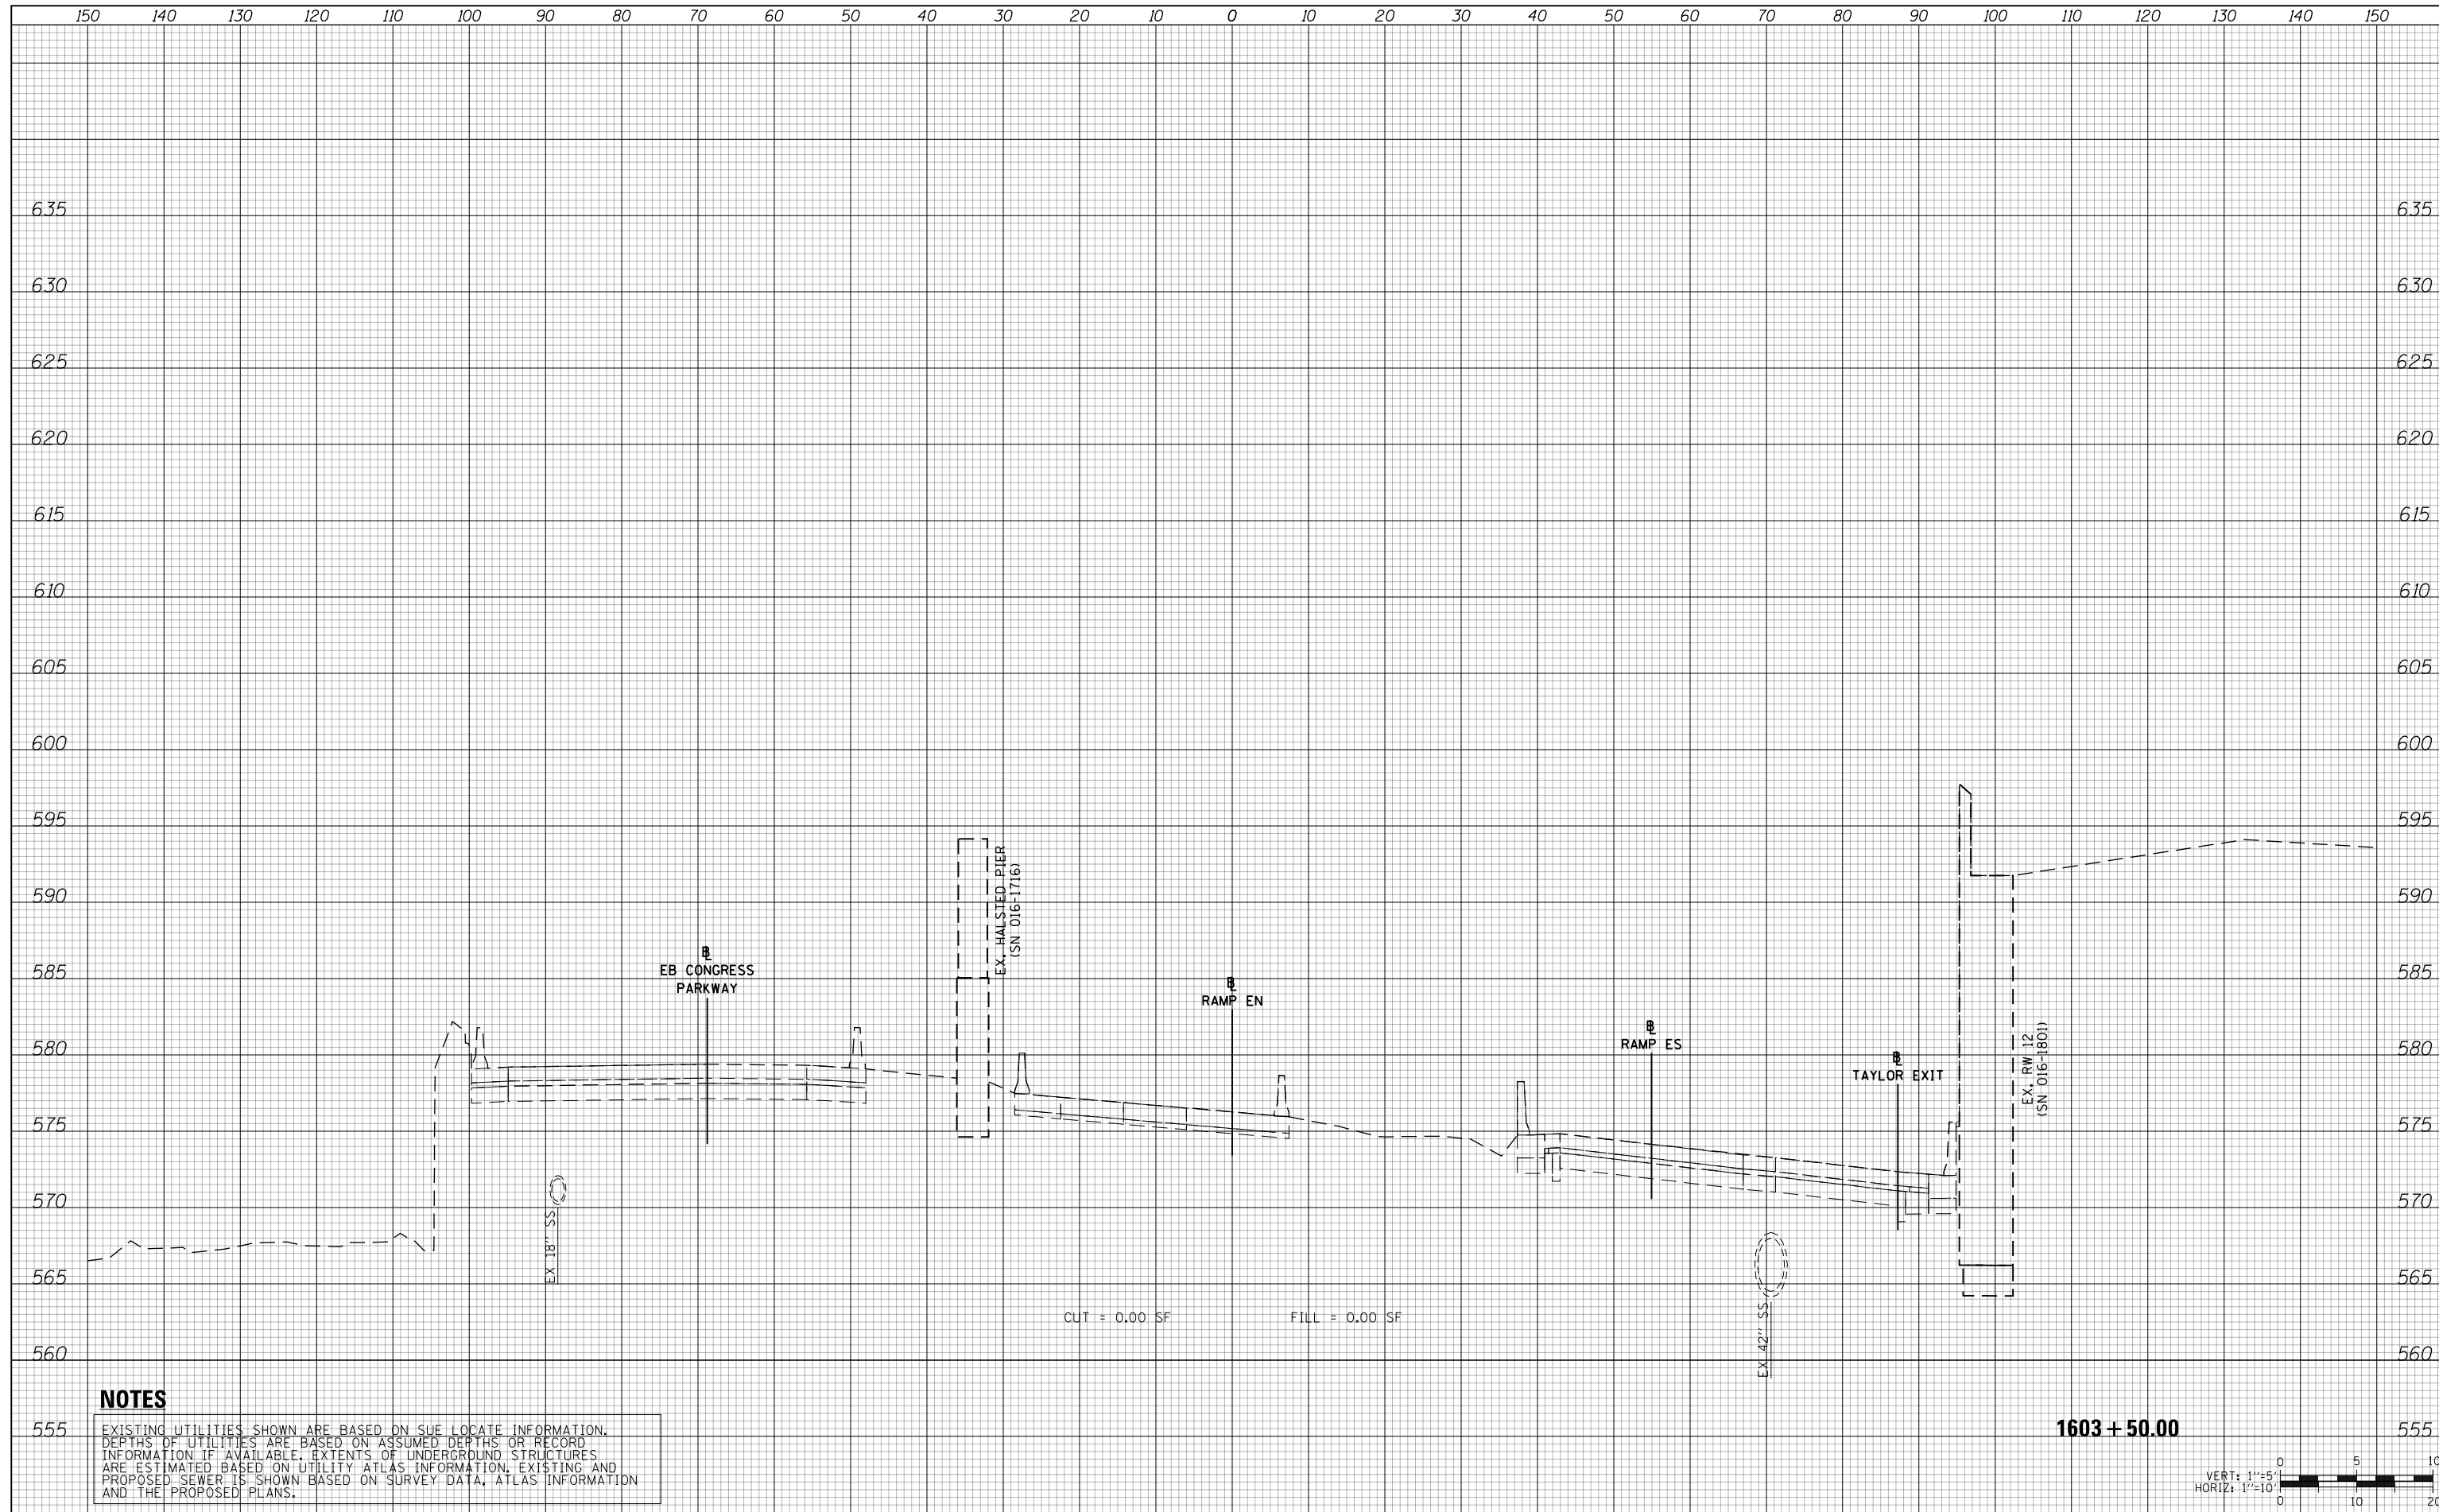 150 140 130 120 110 100 90 80 70 60 50 40 30 20 10 0 10 20 30 40 50 60 70 80 90 100 110 120 130 140 150
635 635
630 630
625 625
620 620
615 615
610 610
605 605
600 600
595 595
590 590
585 585
580 580
575 575
570 570
565 565
560 560
555 555
EX. HALSTED PIER
(SN 016-1716)
BL
EB CONGRESS
PARKWAY
BL
RAMP EN
BL
RAMP ES
BL
TAYLOR EXIT
EX. RW 12
(SN 016-1801)
EX 18" SS
EX 42" SS
CUT = 0.00 SF FILL = 0.00 SF
NOTES
EXISTING UTILITIES SHOWN ARE BASED ON SUE LOCATE INFORMATION.
DEPTHS OF UTILITIES ARE BASED ON ASSUMED DEPTHS OR RECORD
INFORMATION IF AVAILABLE. EXTENTS OF UNDERGROUND STRUCTURES
ARE ESTIMATED BASED ON UTILITY ATLAS INFORMATION. EXISTING AND
PROPOSED SEWER IS SHOWN BASED ON SURVEY DATA, ATLAS INFORMATION
AND THE PROPOSED PLANS.
1603+50.00
0 5 10
VERT: 1"=5'
HORIZ: 1"=10'
0 10 20